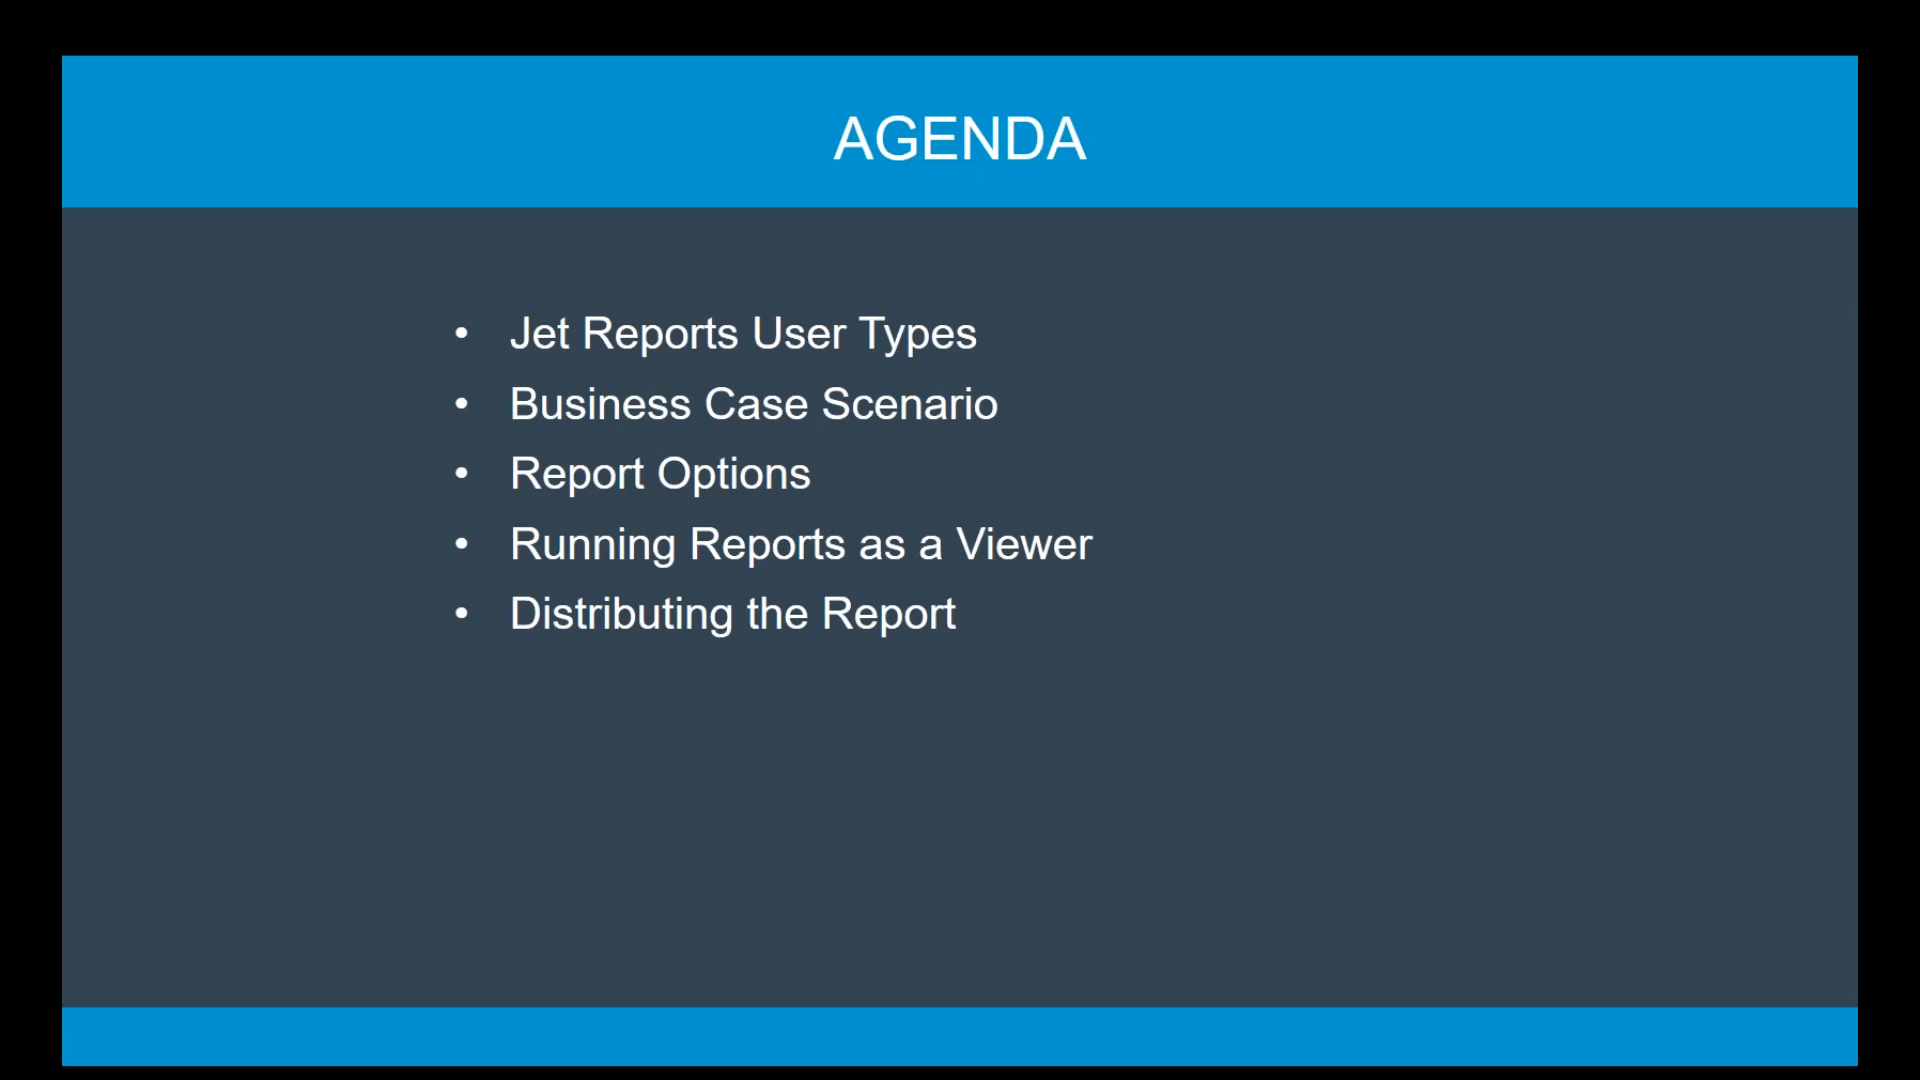 AGENDA
• Jet Reports User Types
• Business Case Scenario
• Report Options
• Running Reports as a Viewer
• Distributing the Report